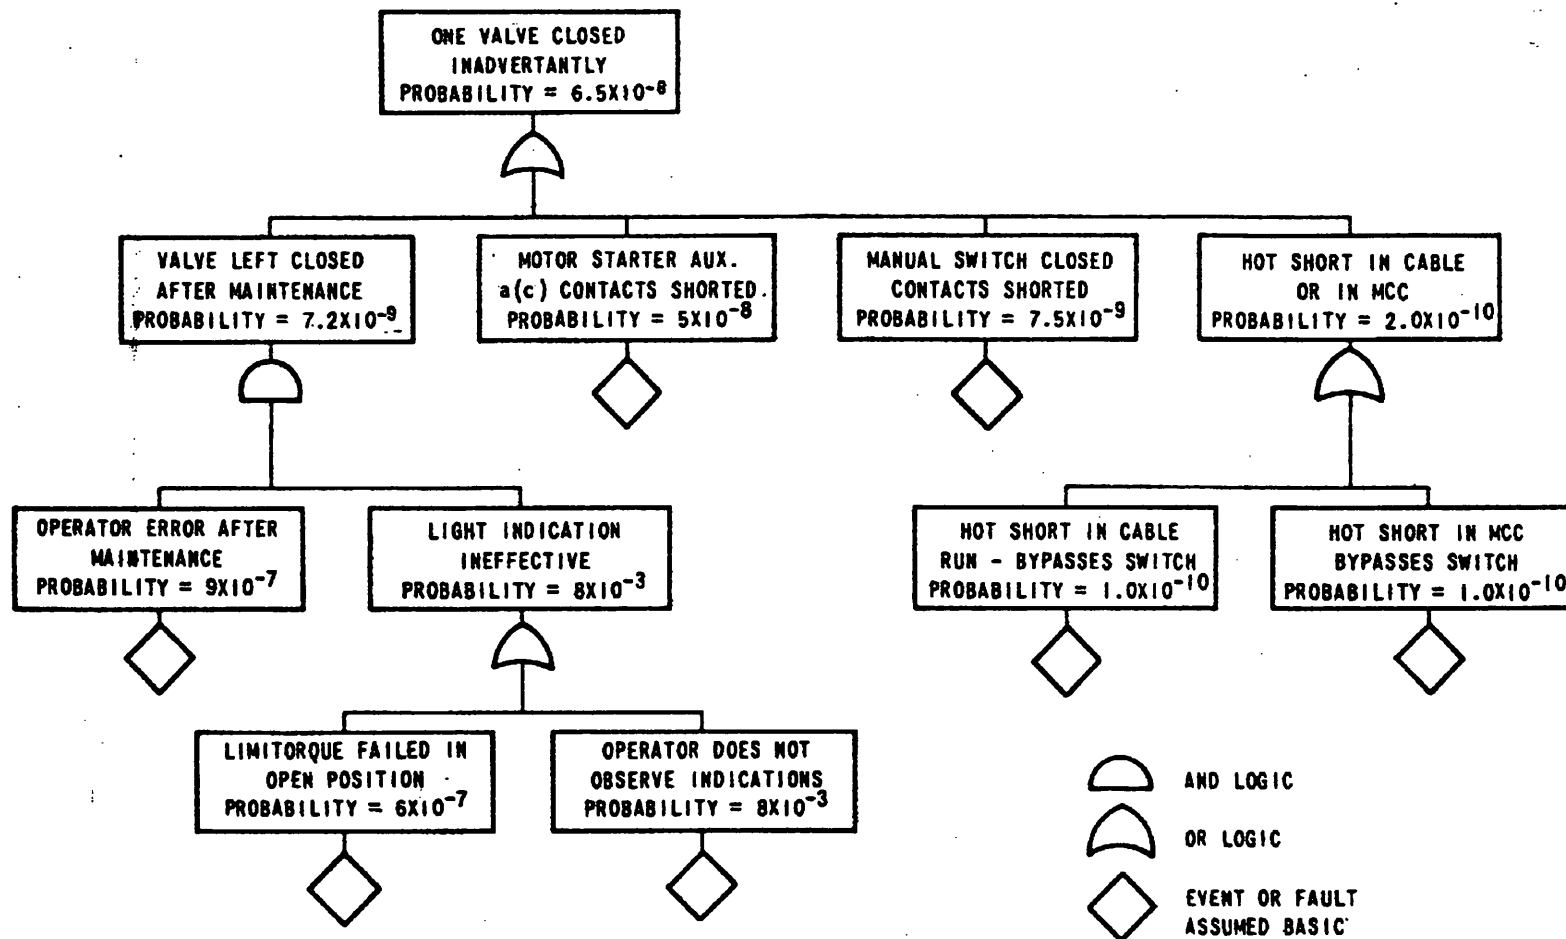 ONE VALVE CLOSED
INADVERTANTLY
PROBABILITY = 6.5X10⁻⁸
VALVE LEFT CLOSED
AFTER MAINTENANCE
PROBABILITY = 7.2X10⁻⁹
MOTOR STARTER AUX.
a(c) CONTACTS SHORTED
PROBABILITY = 5X10⁻⁸
MANUAL SWITCH CLOSED
CONTACTS SHORTED
PROBABILITY = 7.5X10⁻⁹
HOT SHORT IN CABLE
OR IN MCC
PROBABILITY = 2.0X10⁻¹⁰
OPERATOR ERROR AFTER
MAINTENANCE
PROBABILITY = 9X10⁻⁷
LIGHT INDICATION
INEFFECTIVE
PROBABILITY = 8X10⁻³
HOT SHORT IN CABLE
RUN - BYPASSES SWITCH
PROBABILITY = 1.0X10⁻¹⁰
HOT SHORT IN MCC
BYPASSES SWITCH
PROBABILITY = 1.0X10⁻¹⁰
LIMITORQUE FAILED IN
OPEN POSITION
PROBABILITY = 6X10⁻⁷
OPERATOR DOES NOT
OBSERVE INDICATIONS
PROBABILITY = 8X10⁻³
AND LOGIC
OR LOGIC
EVENT OR FAULT
ASSUMED BASIC